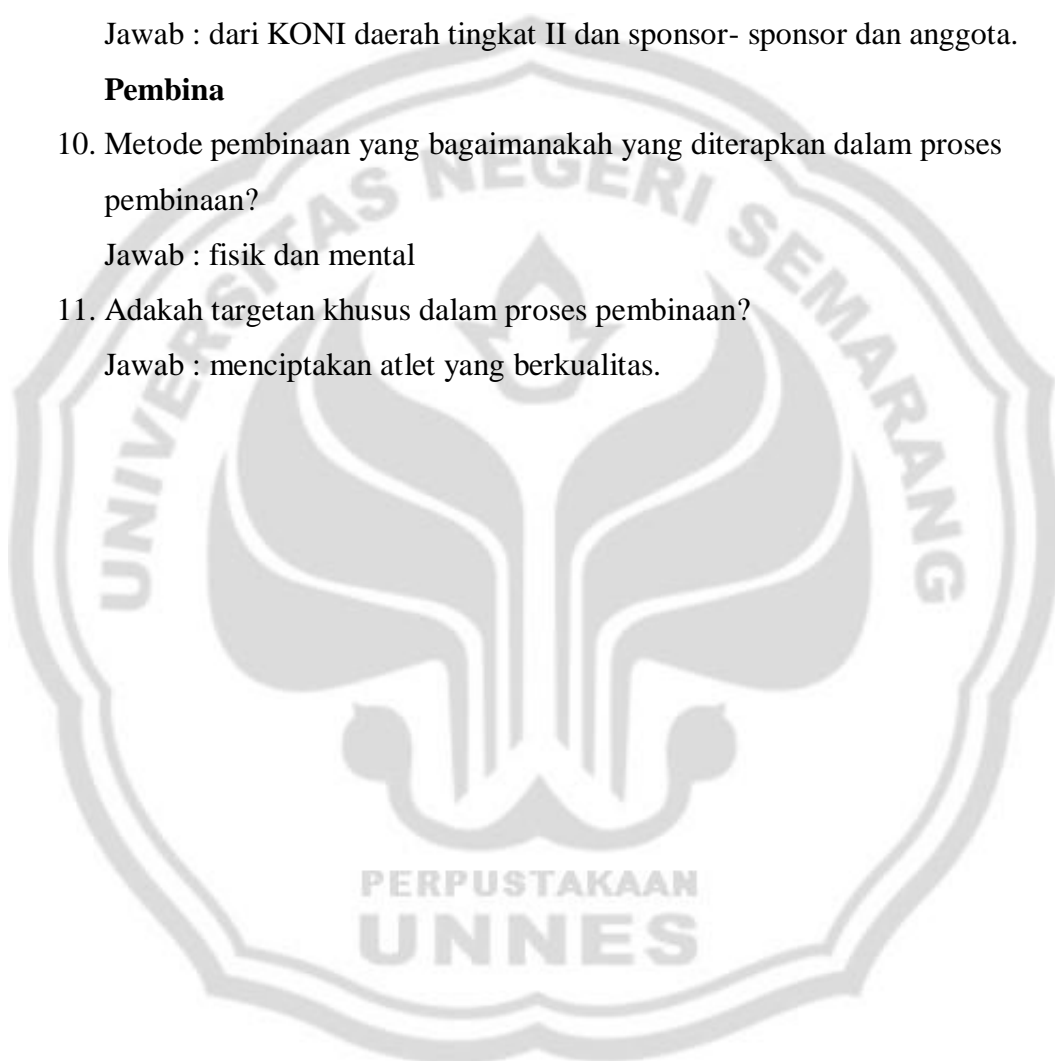 Jawab : dari KONI daerah tingkat II dan sponsor- sponsor dan anggota.
Pembina
10. Metode pembinaan yang bagaimanakah yang diterapkan dalam proses
pembinaan?
Jawab : fisik dan mental
11. Adakah targetan khusus dalam proses pembinaan?
Jawab : menciptakan atlet yang berkualitas.
UNIVERSITAS NEGERI SEMARANG
PERPUSTAKAAN
UNNES